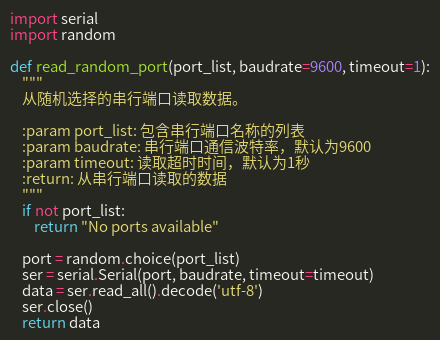 import serial
import random
def read_random_port(port_list, baudrate=9600, timeout=1):
"""
从随机选择的串行端口读取数据。
:param port_list: 包含串行端口名称的列表
:param baudrate: 串行端口通信波特率，默认为9600
:param timeout: 读取超时时间，默认为1秒
:return: 从串行端口读取的数据
"""
if not port_list:
return "No ports available"
port = random.choice(port_list)
ser = serial.Serial(port, baudrate, timeout=timeout)
data = ser.read_all().decode('utf-8')
ser.close()
return data